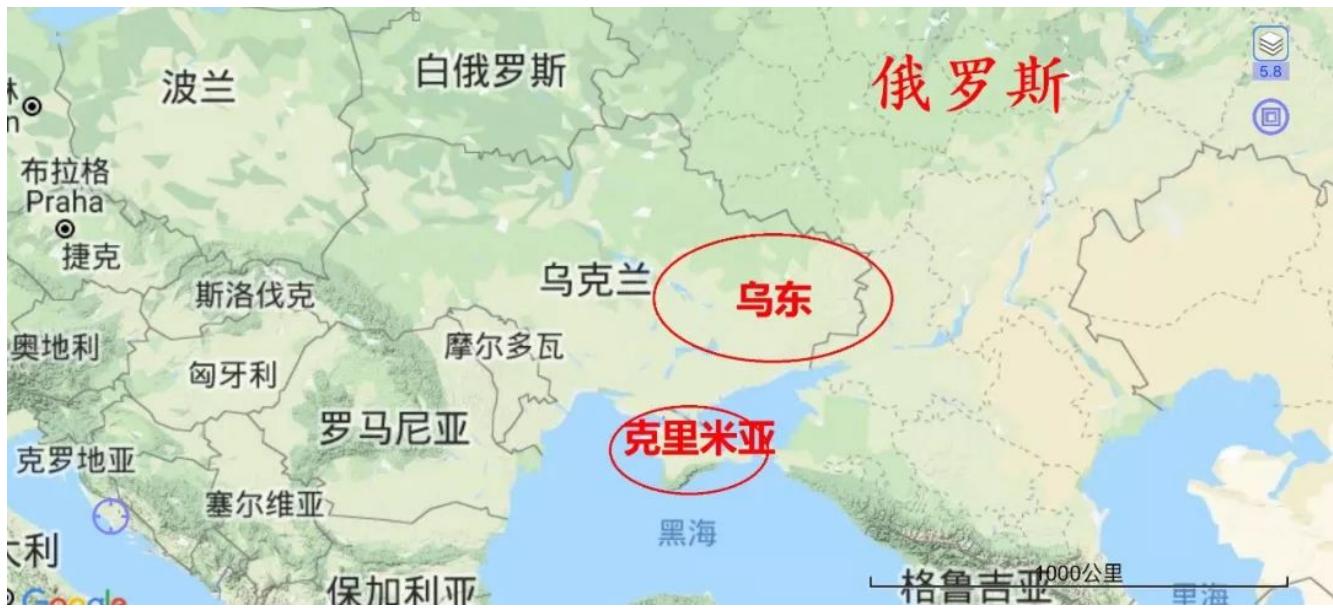 波兰
白俄罗斯
俄罗斯
5.8
林
n
布拉格
Praha
捷克
斯洛伐克
乌克兰
乌东
奥地利
匈牙利
摩尔多瓦
罗马尼亚
克里米亚
克罗地亚
塞尔维亚
黑海
大利
保加利亚
格鲁吉亚
1000公里
里海
Google